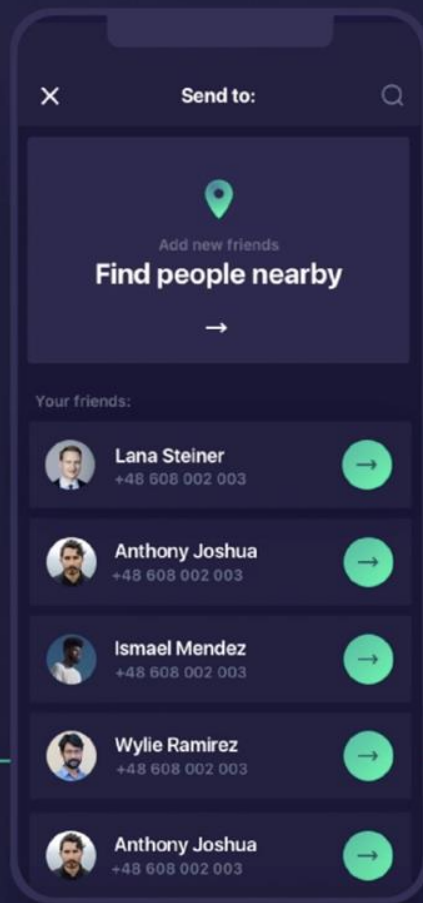 Send to:
Add new friends
Find people nearby
Your friends:
Lana Steiner
+48 608 002 003
Anthony Joshua
+48 608 002 003
Ismael Mendez
+48 608 002 003
Wylie Ramirez
+48 608 002 003
Anthony Joshua
+48 608 002 003